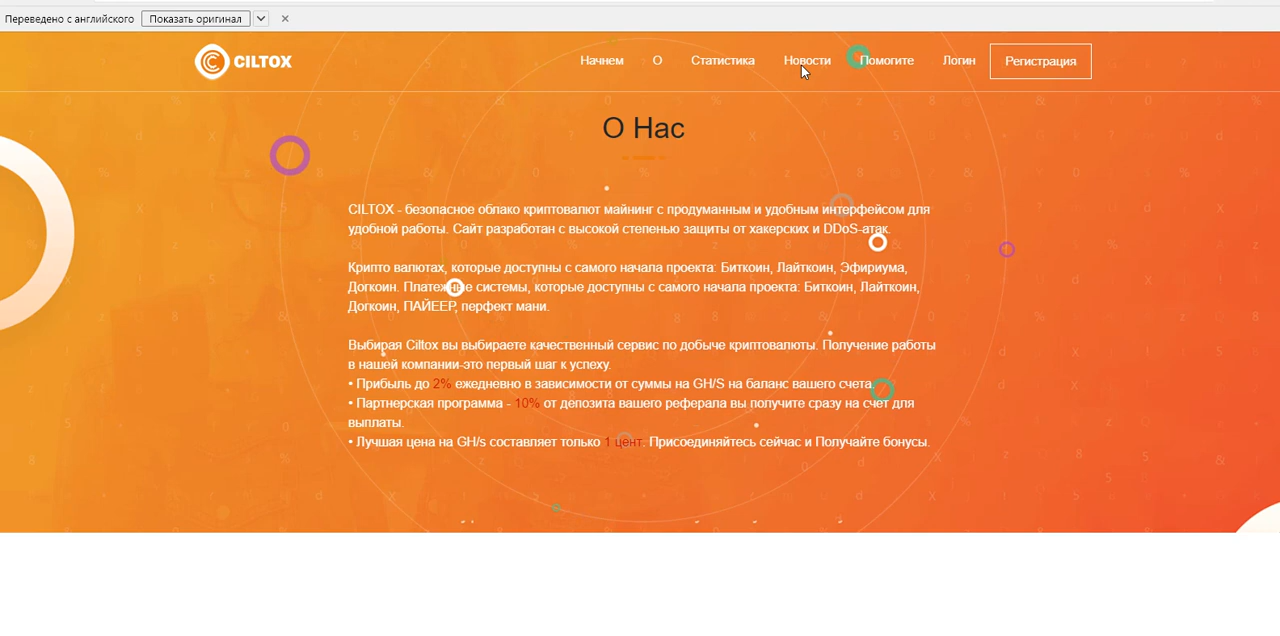 Переведено с английского Показать оригинал
CILTOX Начнем О Статистика Новости Помогите Логин Регистрация
О Нас
CILTOX - безопасное облако криптовалют майнинг с продуманным и удобным интерфейсом для
удобной работы. Сайт разработан с высокой степенью защиты от хакерских и DDoS-атак.
Крипто валютах, которые доступны с самого начала проекта: Биткоин, Лайткоин, Эфириума,
Догкоин. Платежные системы, которые доступны с самого начала проекта: Биткоин, Лайткоин,
Догкоин, ПАЙЕЕР, перфект мани.
Выбирая Ciltox вы выбираете качественный сервис по добыче криптовалюты. Получение работы
в нашей компании-это первый шаг к успеху.
• Прибыль до 2% ежедневно в зависимости от суммы на GH/S на баланс вашего счета.
• Партнерская программа - 10% от депозита вашего реферала вы получите сразу на счет для
выплаты.
• Лучшая цена на GH/s составляет только 1 цент. Присоединяйтесь сейчас и Получайте бонусы.